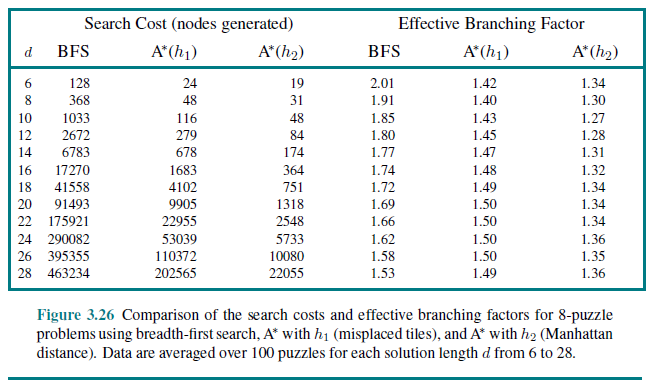 Search Cost (nodes generated) Effective Branching Factor
d BFS A*(h1) A*(h2) BFS A*(h1) A*(h2)
6 128 24 19 2.01 1.42 1.34
8 368 48 31 1.91 1.40 1.30
10 1033 116 48 1.85 1.43 1.27
12 2672 279 84 1.80 1.45 1.28
14 6783 678 174 1.77 1.47 1.31
16 17270 1683 364 1.74 1.48 1.32
18 41558 4102 751 1.72 1.49 1.34
20 91493 9905 1318 1.69 1.50 1.34
22 175921 22955 2548 1.66 1.50 1.34
24 290082 53039 5733 1.62 1.50 1.36
26 395355 110372 10080 1.58 1.50 1.35
28 463234 202565 22055 1.53 1.49 1.36
Figure 3.26 Comparison of the search costs and effective branching factors for 8-puzzle
problems using breadth-first search, A* with h1 (misplaced tiles), and A* with h2 (Manhattan
distance). Data are averaged over 100 puzzles for each solution length d from 6 to 28.